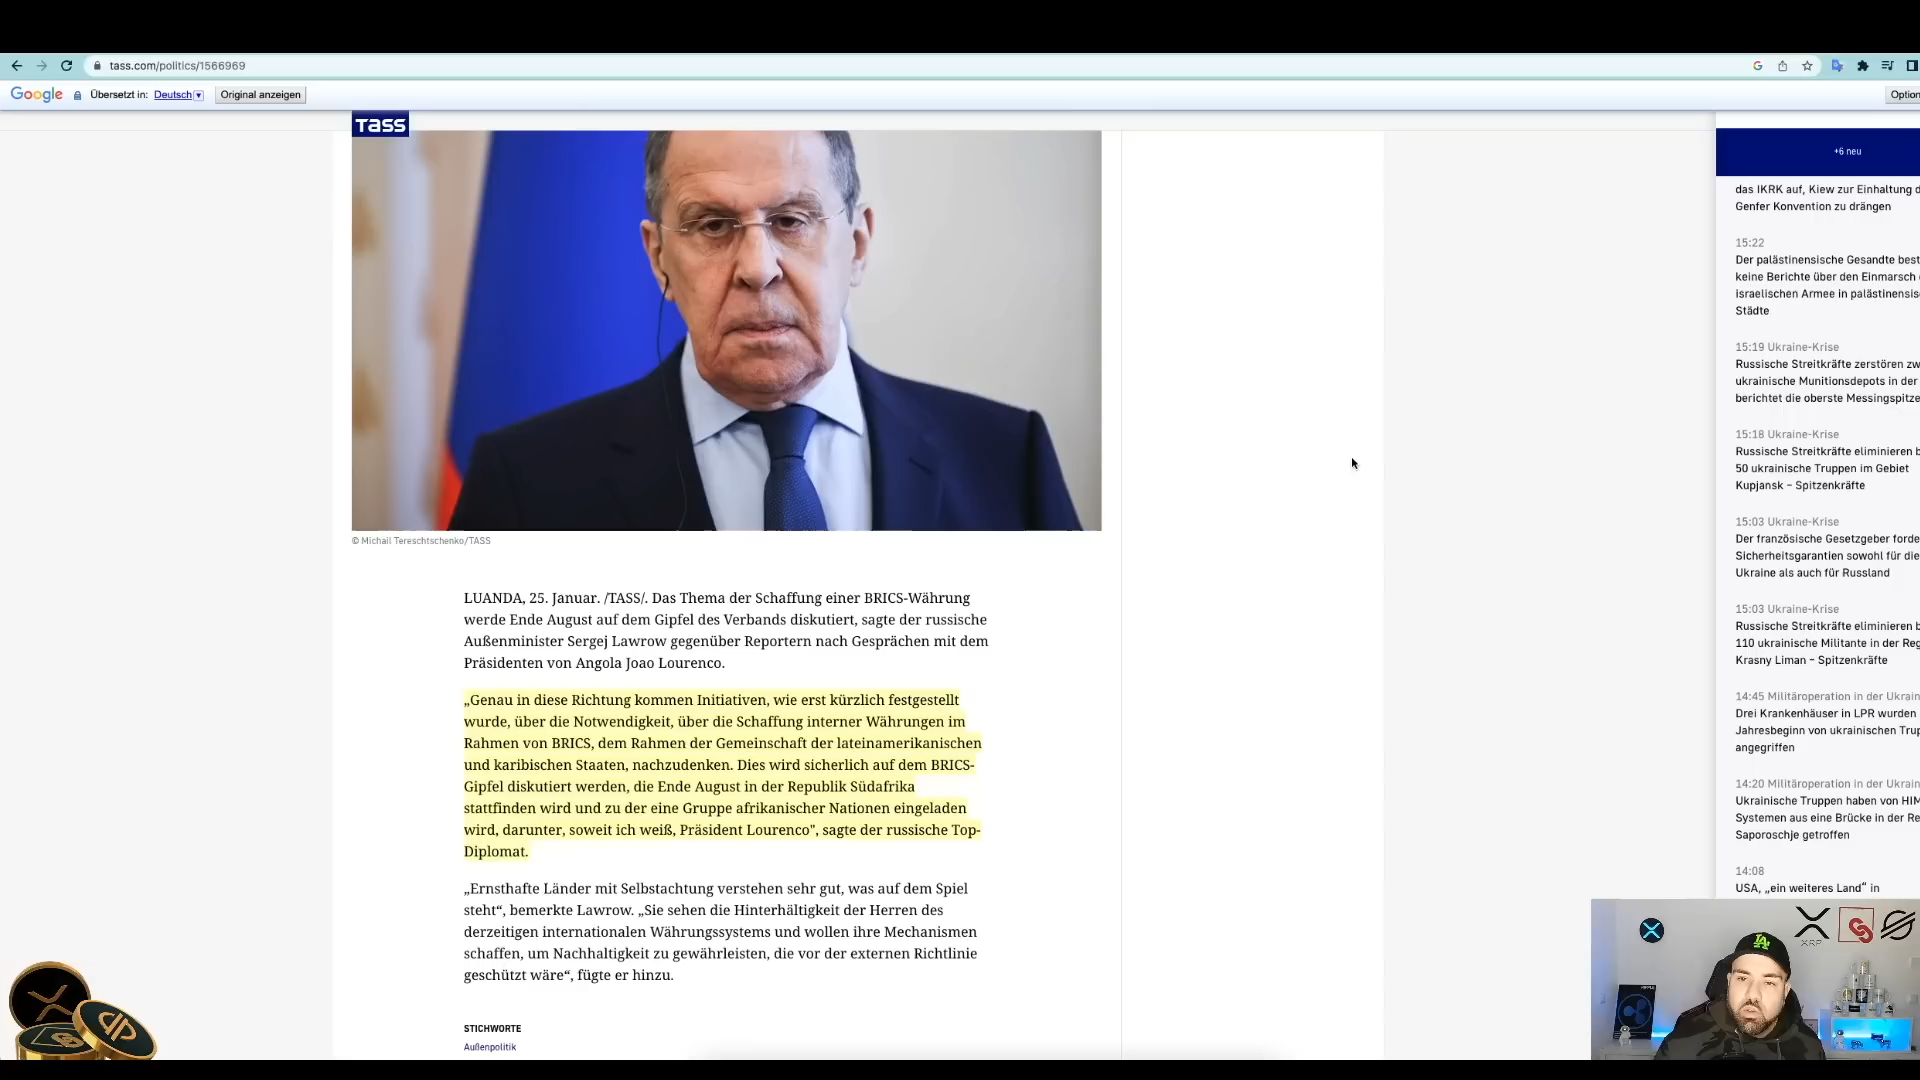 tass.com/politics/1566969
Google Übersetzt in: Deutsch Original anzeigen
Option
TASS
© Michail Tereschtschenko/TASS
LUANDA, 25. Januar. /TASS/. Das Thema der Schaffung einer BRICS-Währung
werde Ende August auf dem Gipfel des Verbands diskutiert, sagte der russische
Außenminister Sergej Lawrow gegenüber Reportern nach Gesprächen mit dem
Präsidenten von Angola Joao Lourenco.
„Genau in diese Richtung kommen Initiativen, wie erst kürzlich festgestellt
wurde, über die Notwendigkeit, über die Schaffung interner Währungen im
Rahmen von BRICS, dem Rahmen der Gemeinschaft der lateinamerikanischen
und karibischen Staaten, nachzudenken. Dies wird sicherlich auf dem BRICS-
Gipfel diskutiert werden, die Ende August in der Republik Südafrika
stattfinden wird und zu der eine Gruppe afrikanischer Nationen eingeladen
wird, darunter, soweit ich weiß, Präsident Lourenco", sagte der russische Top-
Diplomat.
„Ernsthafte Länder mit Selbstachtung verstehen sehr gut, was auf dem Spiel
steht“, bemerkte Lawrow. „Sie sehen die Hinterhältigkeit der Herren des
derzeitigen internationalen Währungssystems und wollen ihre Mechanismen
schaffen, um Nachhaltigkeit zu gewährleisten, die vor der externen Richtlinie
geschützt wäre“, fügte er hinzu.
STICHWORTE
Außenpolitik
+6 neu
das IKRK auf, Kiew zur Einhaltung d
Genfer Konvention zu drängen
15:22
Der palästinensische Gesandte best
keine Berichte über den Einmarsch
israelischen Armee in palästinensis
Städte
15:19 Ukraine-Krise
Russische Streitkräfte zerstören zw
ukrainische Munitionsdepots in der
berichtet die oberste Messingspitze
15:18 Ukraine-Krise
Russische Streitkräfte eliminieren b
50 ukrainische Truppen im Gebiet
Kupjansk – Spitzenkräfte
15:03 Ukraine-Krise
Der französische Gesetzgeber forde
Sicherheitsgarantien sowohl für die
Ukraine als auch für Russland
15:03 Ukraine-Krise
Russische Streitkräfte eliminieren b
110 ukrainische Militante in der Reg
Krasny Liman – Spitzenkräfte
14:45 Militäroperation in der Ukrain
Drei Krankenhäuser in LPR wurden
Jahresbeginn von ukrainischen Trup
angegriffen
14:20 Militäroperation in der Ukrain
Ukrainische Truppen haben von HIM
Systemen aus eine Brücke in der Re
Saporoschje getroffen
14:08
USA, „ein weiteres Land“ in
XRP
LA